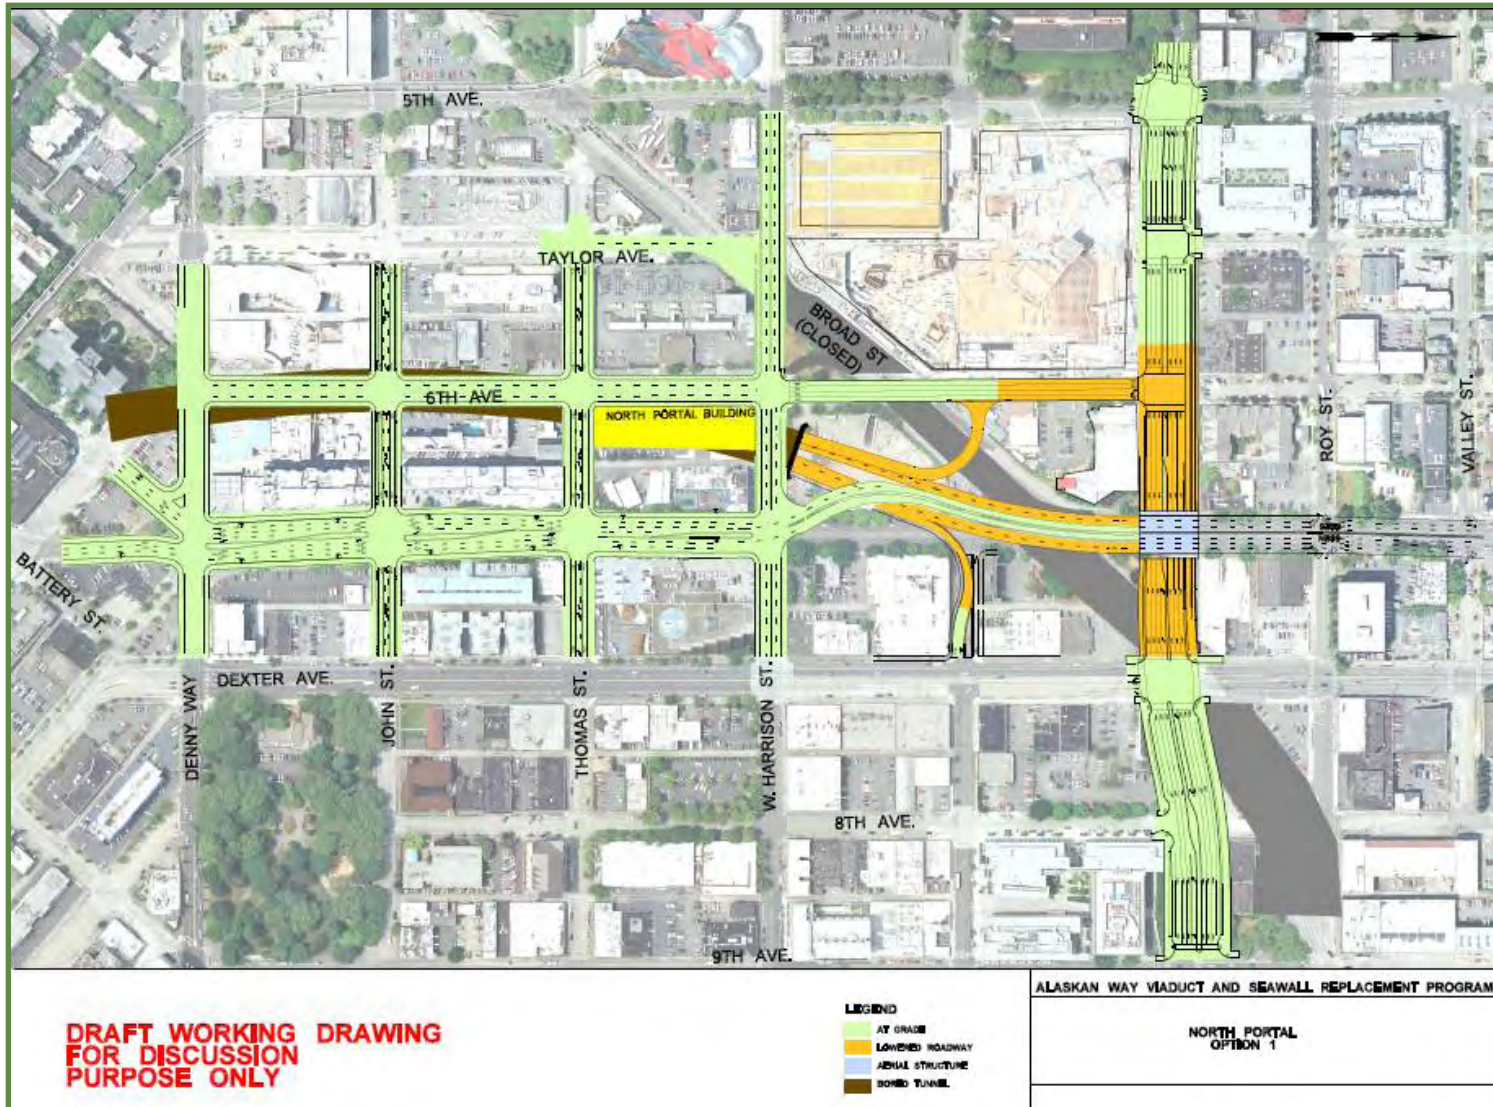 5TH AVE.
TAYLOR AVE.
BROAD ST
(CLOSED)
6TH AVE
NORTH PORTAL BUILDING
ROY ST.
VALLEY ST.
BATTERY ST.
DENNY WAY
DEXTER AVE.
JOHN ST.
THOMAS ST.
W. HARRISON ST.
8TH AVE.
9TH AVE.
DRAFT WORKING DRAWING
FOR DISCUSSION
PURPOSE ONLY
LEGEND
AT GRADE
LOWERED ROADWAY
AERIAL STRUCTURE
BORED TUNNEL
ALASKAN WAY VIADUCT AND SEAWALL REPLACEMENT PROGRAM
NORTH PORTAL
OPTION 1